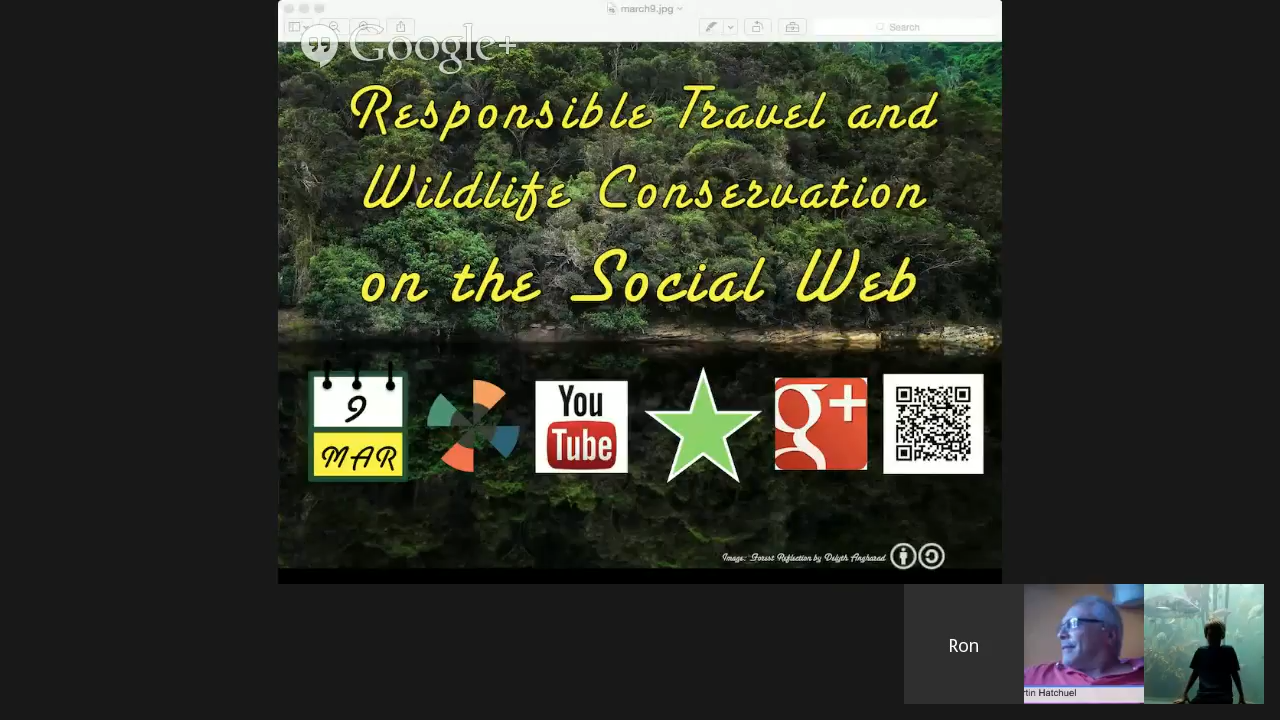 march9.jpg
Search
Google+
Responsible Travel and
Wildlife Conservation
on the Social Web
9
MAR
You
Tube
g+
Image: Forest Reflection by Delyth Angharad
Ron
rtin Hatchuel